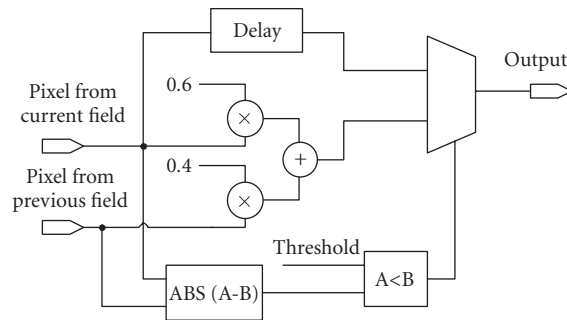 Delay
Output
0.6
Pixel from
current field
×
+
0.4
Pixel from
previous field
×
Threshold
A<B
ABS (A-B)